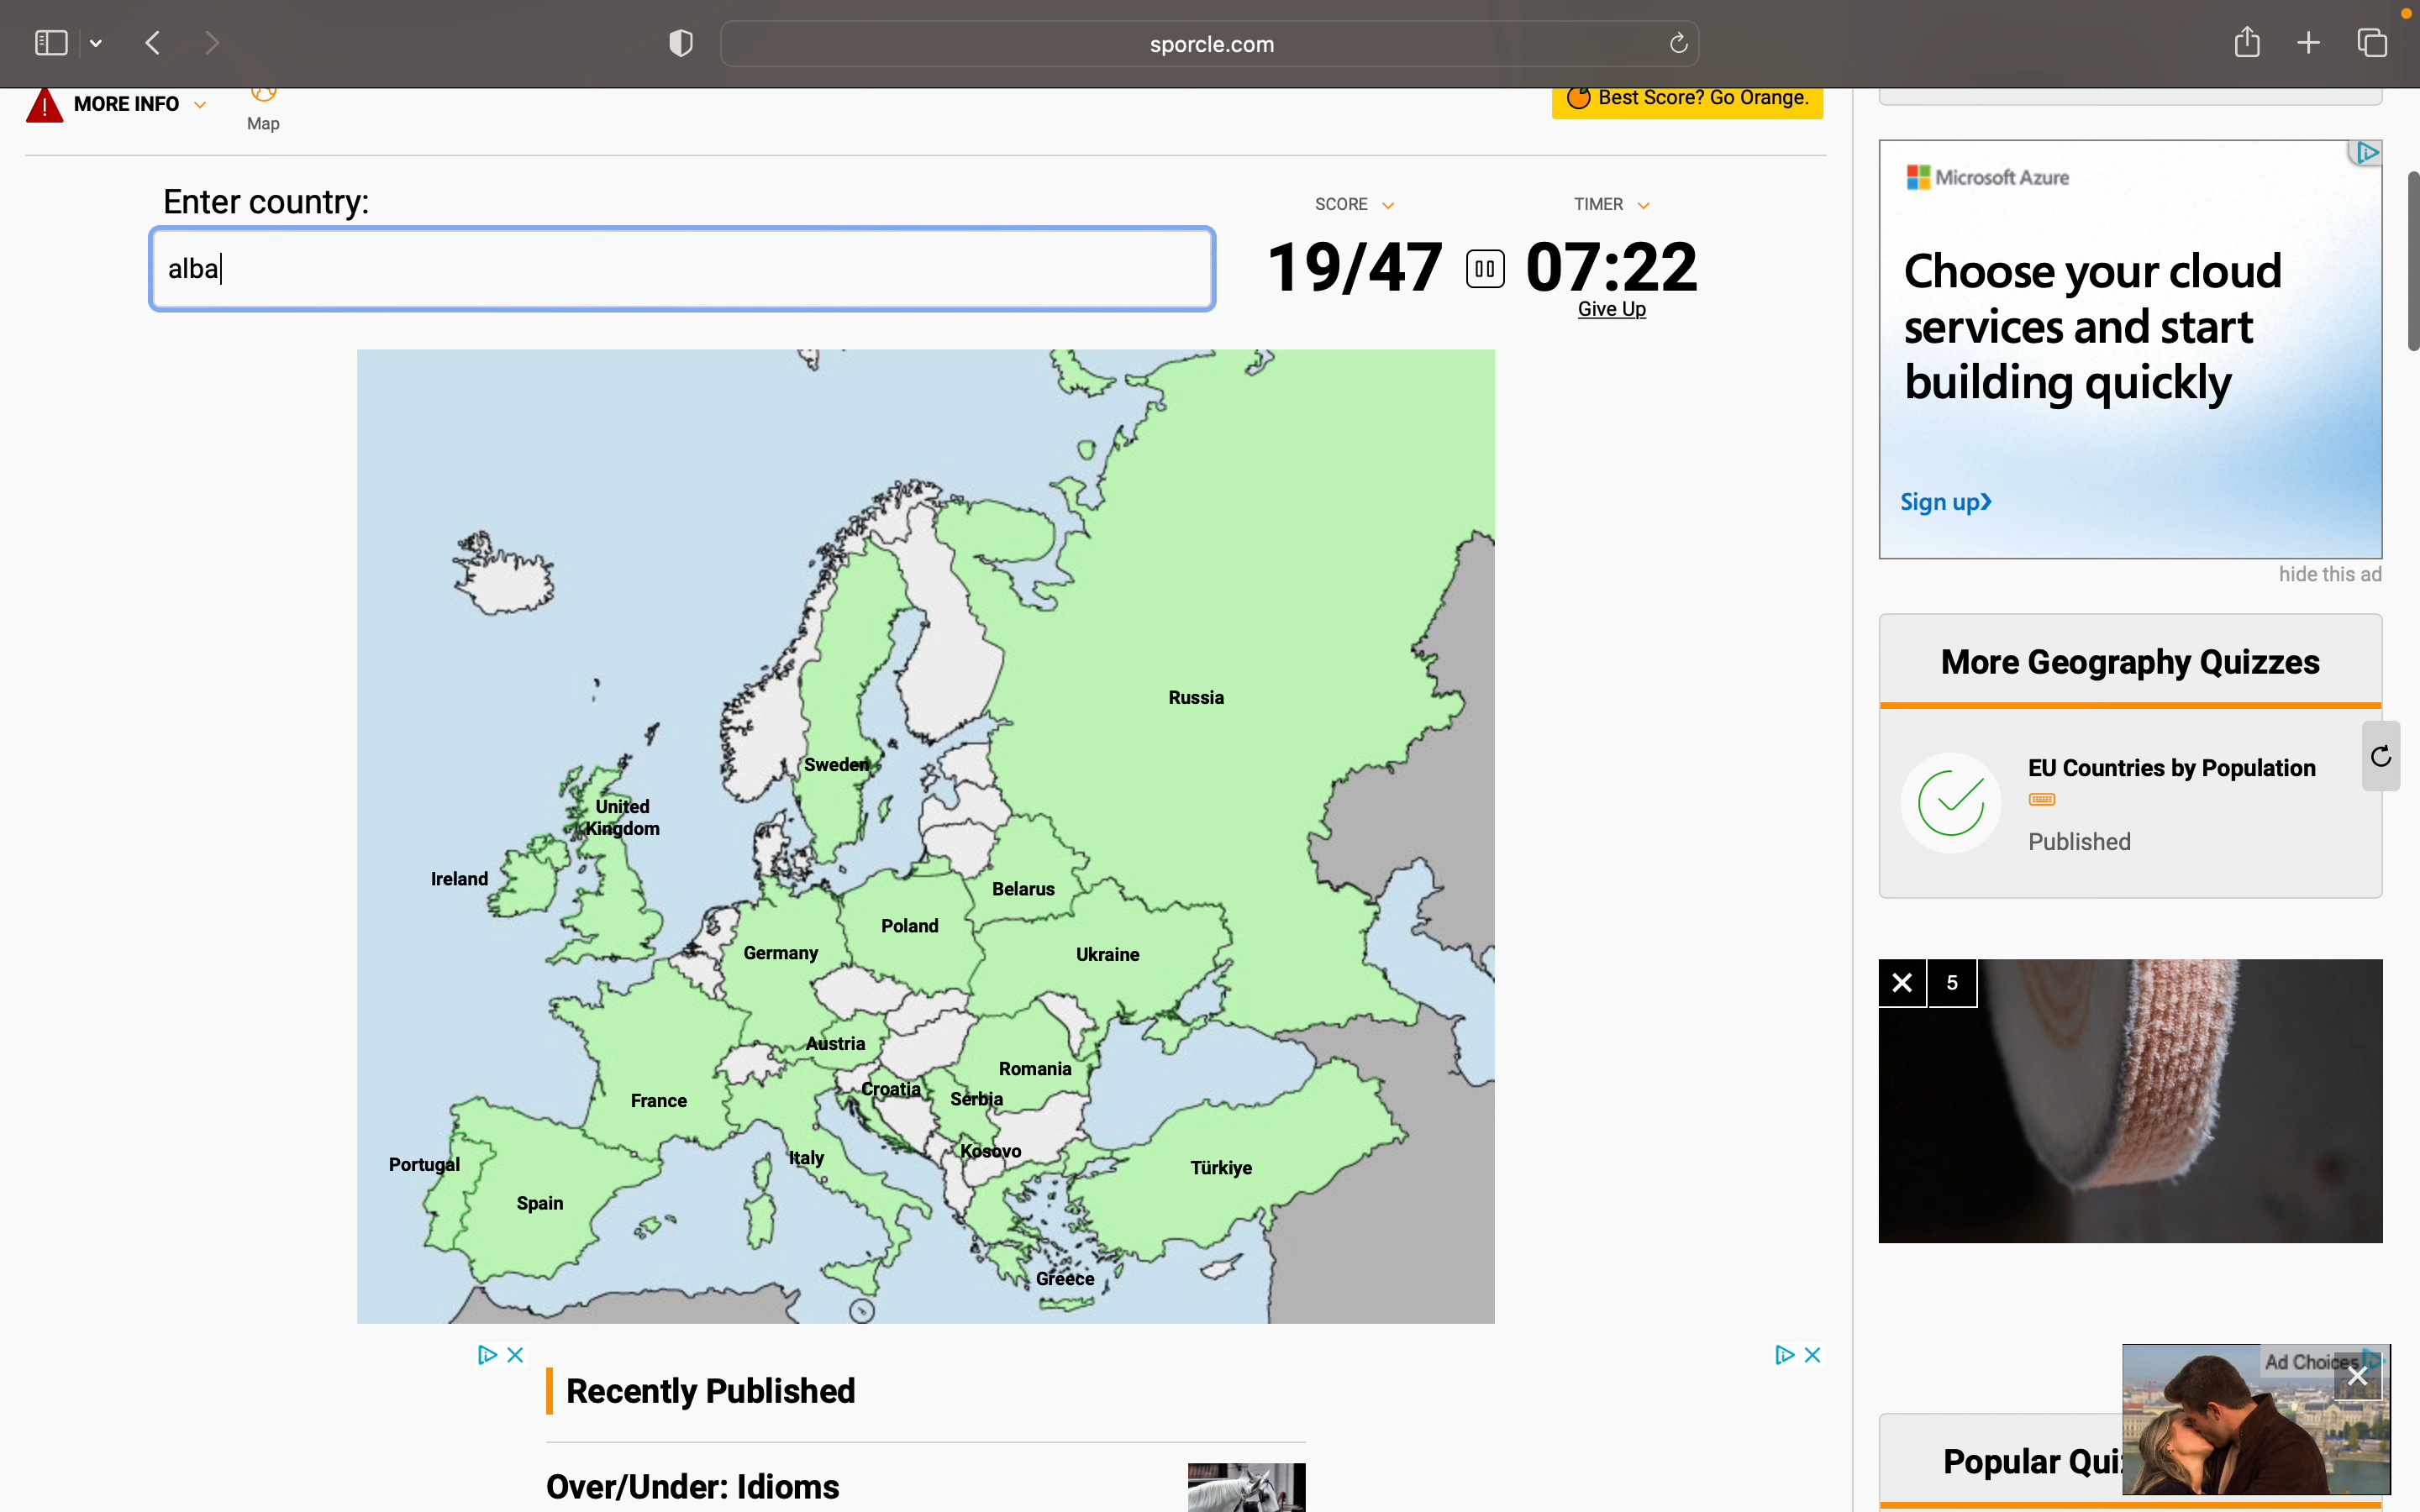 sporcle.com
MORE INFO
Map
Best Score? Go Orange.
Enter country:
alba
SCORE
TIMER
19/47
07:22
Give Up
Russia
Sweden
United
Kingdom
Ireland
Belarus
Poland
Germany
Ukraine
Austria
Romania
Croatia
Serbia
France
Kosovo
Italy
Portugal
Türkiye
Spain
Greece
Recently Published
Over/Under: Idioms
Microsoft Azure
Choose your cloud
services and start
building quickly
Sign up
hide this ad
More Geography Quizzes
EU Countries by Population
Published
5
Ad Choices
Popular Qui